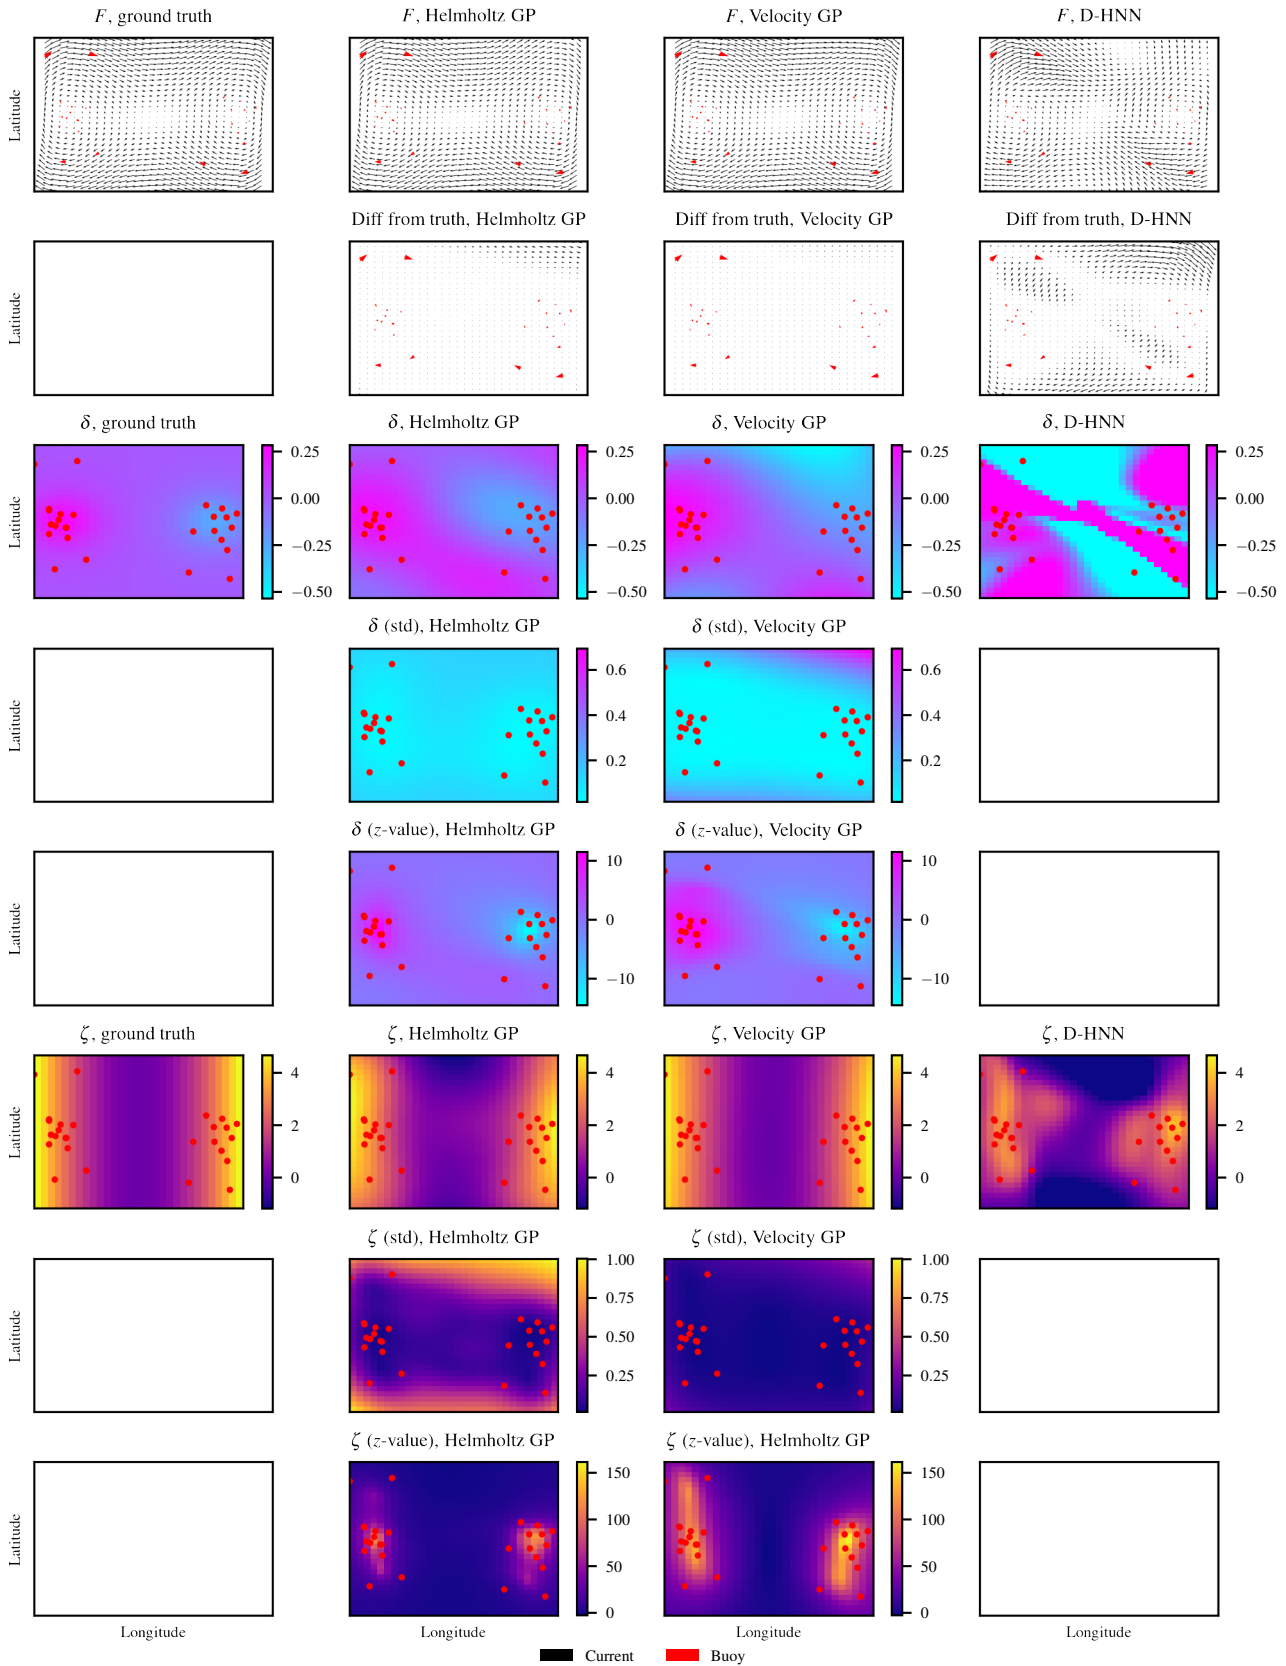 F, ground truth
F, Helmholtz GP
F, Velocity GP
F, D-HNN
Latitude
Diff from truth, Helmholtz GP
Diff from truth, Velocity GP
Diff from truth, D-HNN
Latitude
δ, ground truth
δ, Helmholtz GP
δ, Velocity GP
δ, D-HNN
Latitude
0.25
0.00
−0.25
−0.50
0.25
0.00
−0.25
−0.50
0.25
0.00
−0.25
−0.50
0.25
0.00
−0.25
−0.50
δ (std), Helmholtz GP
δ (std), Velocity GP
Latitude
0.6
0.4
0.2
0.6
0.4
0.2
δ (z-value), Helmholtz GP
δ (z-value), Velocity GP
Latitude
10
0
−10
10
0
−10
ζ, ground truth
ζ, Helmholtz GP
ζ, Velocity GP
ζ, D-HNN
Latitude
4
2
0
4
2
0
4
2
0
4
2
0
ζ (std), Helmholtz GP
ζ (std), Velocity GP
Latitude
1.00
0.75
0.50
0.25
1.00
0.75
0.50
0.25
ζ (z-value), Helmholtz GP
ζ (z-value), Helmholtz GP
Latitude
150
100
50
0
150
100
50
0
Longitude
Longitude
Longitude
Longitude
Current
Buoy